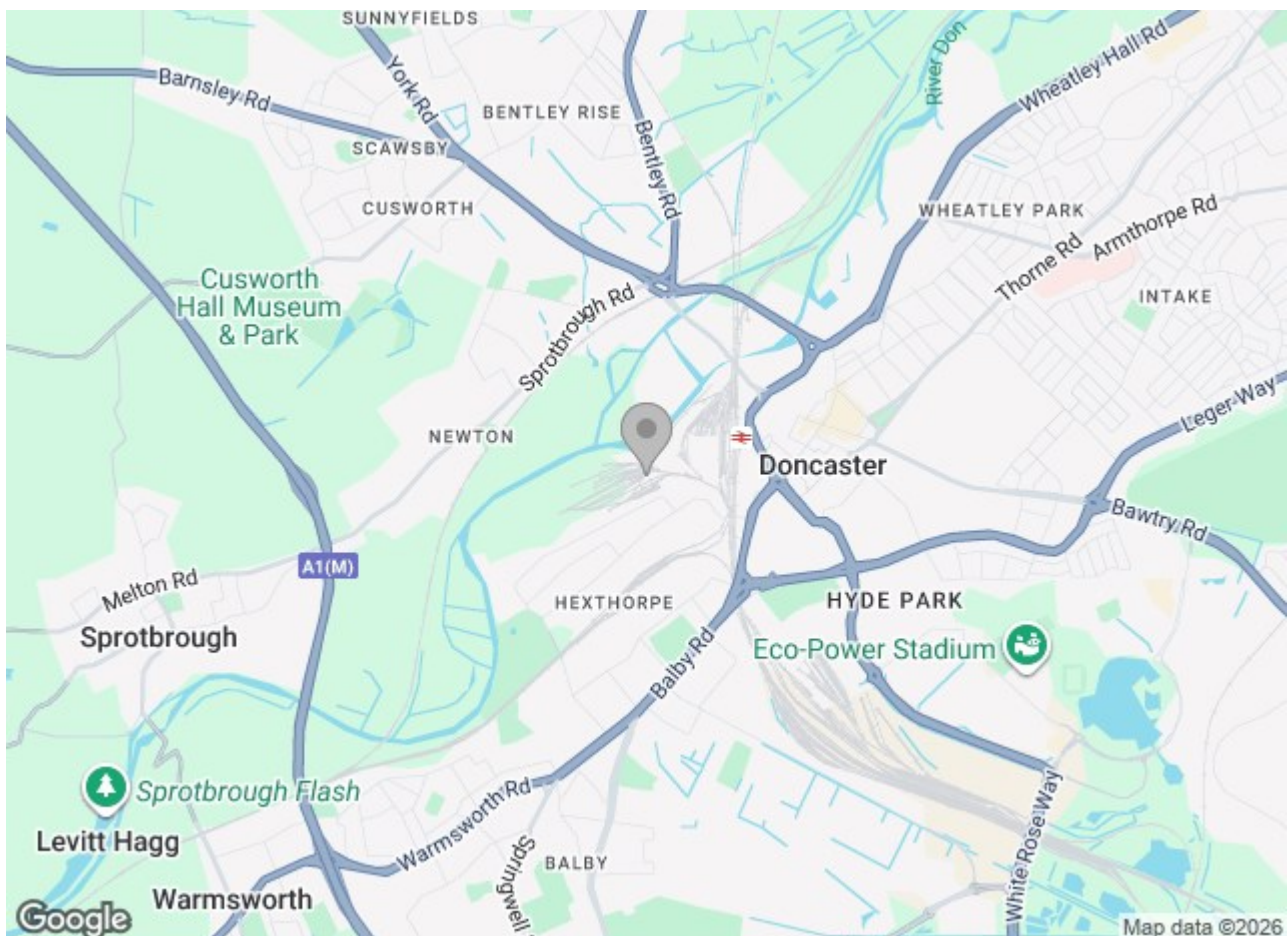 SUNNYFIELDS
Barnsley Rd
York Rd
BENTLEY RISE
Bentley Rd
River Don
Wheatley Hall Rd
SCAWSBY
CUSWORTH
WHEATLEY PARK
Armthorpe Rd
Thorne Rd
INTAKE
Cusworth
Hall Museum
& Park
Sprotbrough Rd
Leger Way
NEWTON
Doncaster
Bawtry Rd
A1(M)
Melton Rd
HEXTHORPE
HYDE PARK
Sprotbrough
Eco-Power Stadium
Balby Rd
Sprotbrough Flash
Levitt Hagg
Warmsworth Rd
White Rose Way
Springwell
BALBY
Warmsworth
Google
Map data ©2026